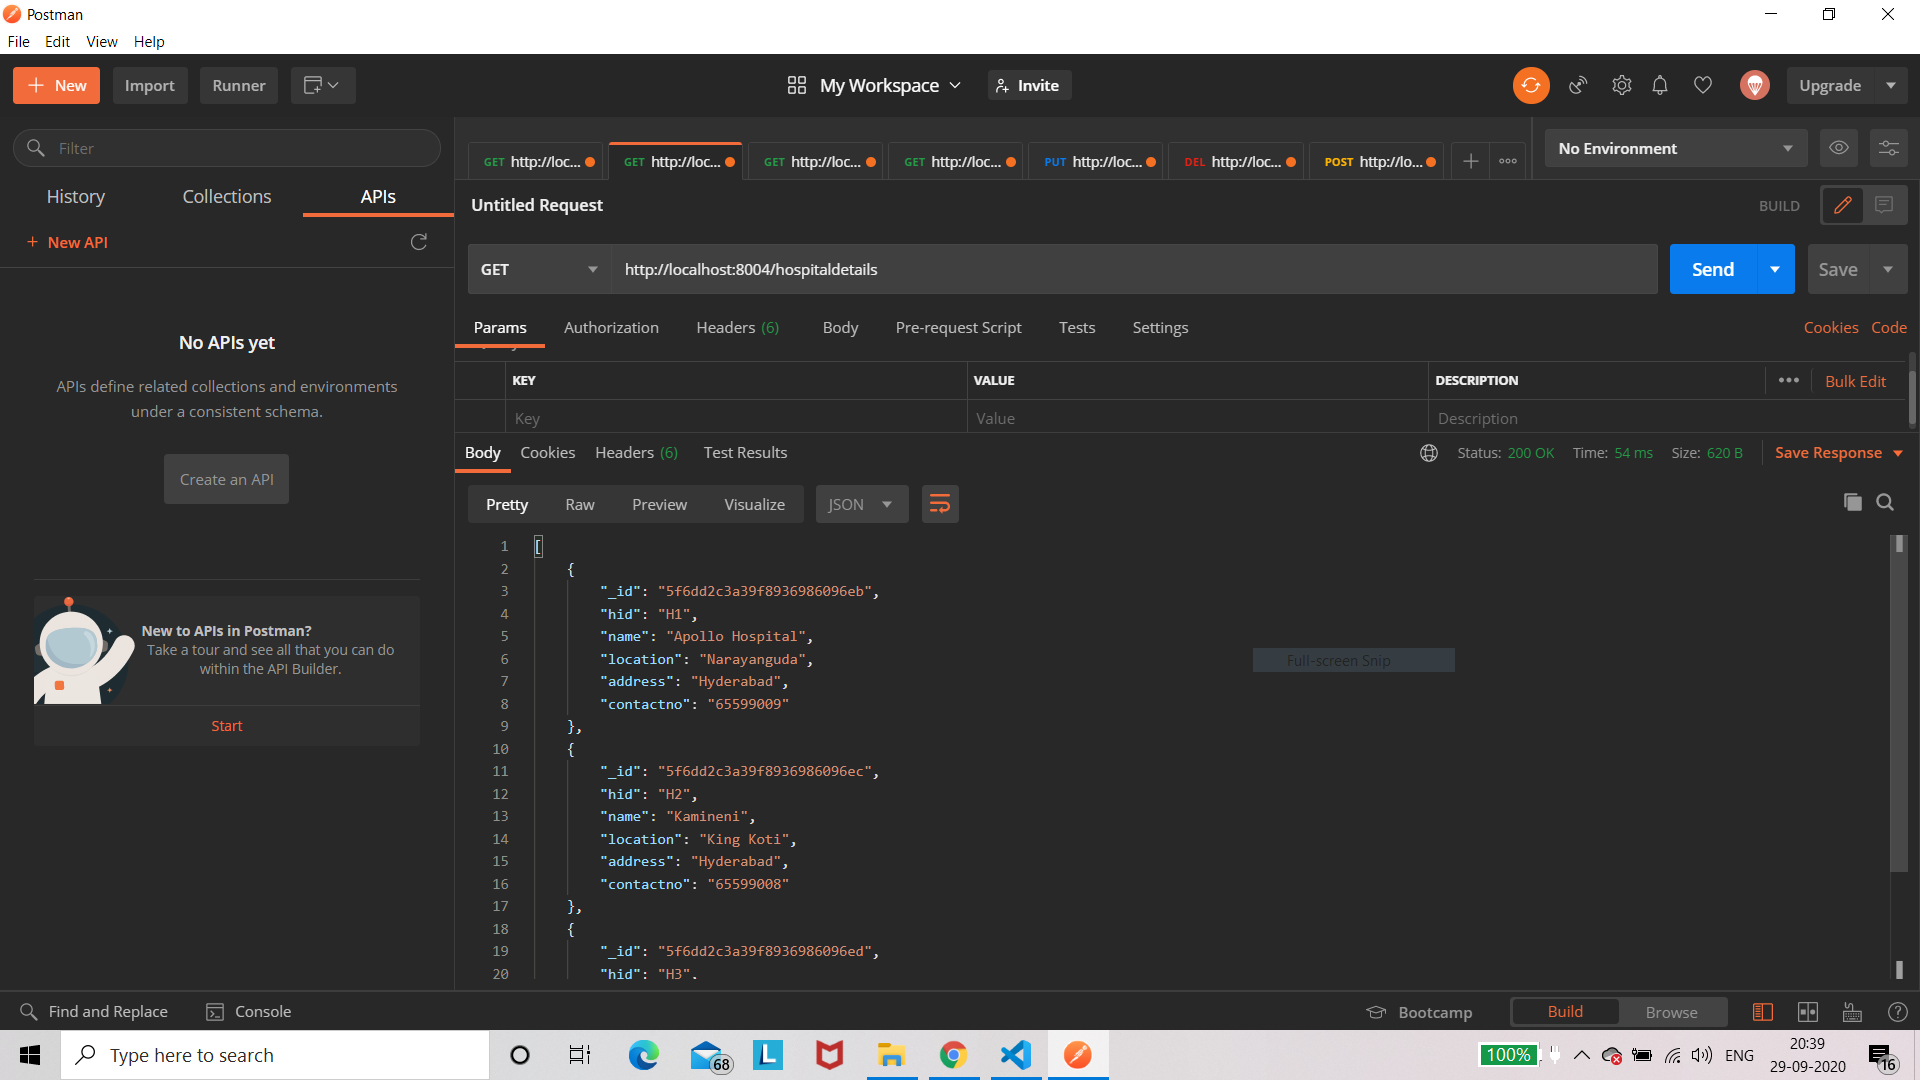 Postman
File Edit View Help
New Import Runner My Workspace Invite Upgrade
Filter
History Collections APIs
+ New API
No APIs yet
APIs define related collections and environments
under a consistent schema.
Create an API
New to APIs in Postman?
Take a tour and see all that you can do
within the API Builder.
Start
GET http://loc... GET http://loc... GET http://loc... GET http://loc... PUT http://loc... DEL http://loc... POST http://lo... No Environment
Untitled Request BUILD
GET http://localhost:8004/hospitaldetails Send Save
Params Authorization Headers (6) Body Pre-request Script Tests Settings Cookies Code
KEY VALUE DESCRIPTION Bulk Edit
Key Value Description
Body Cookies Headers (6) Test Results Status: 200 OK Time: 54 ms Size: 620 B Save Response
Pretty Raw Preview Visualize JSON
1 [
2 {
3 "_id": "5f6dd2c3a39f8936986096eb",
4 "hid": "H1",
5 "name": "Apollo Hospital",
6 "location": "Narayanguda",
7 "address": "Hyderabad",
8 "contactno": "65599009"
9 },
10 {
11 "_id": "5f6dd2c3a39f8936986096ec",
12 "hid": "H2",
13 "name": "Kamineni",
14 "location": "King Koti",
15 "address": "Hyderabad",
16 "contactno": "65599008"
17 },
18 {
19 "_id": "5f6dd2c3a39f8936986096ed",
20 "hid": "H3",
Full-screen Snip
Find and Replace Console Bootcamp Build Browse
Type here to search 68 L 100% ENG 20:39
29-09-2020 16